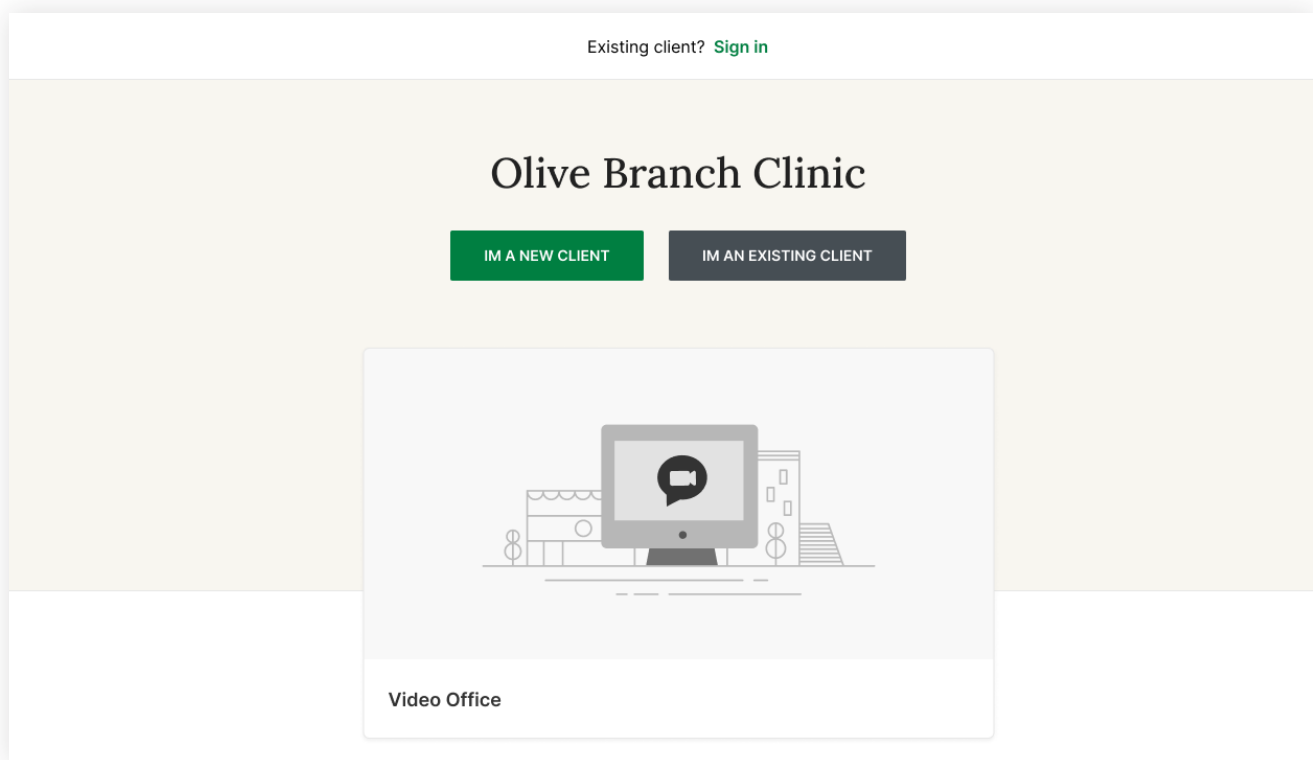 Existing client? Sign in
Olive Branch Clinic
IM A NEW CLIENT
IM AN EXISTING CLIENT
Video Office